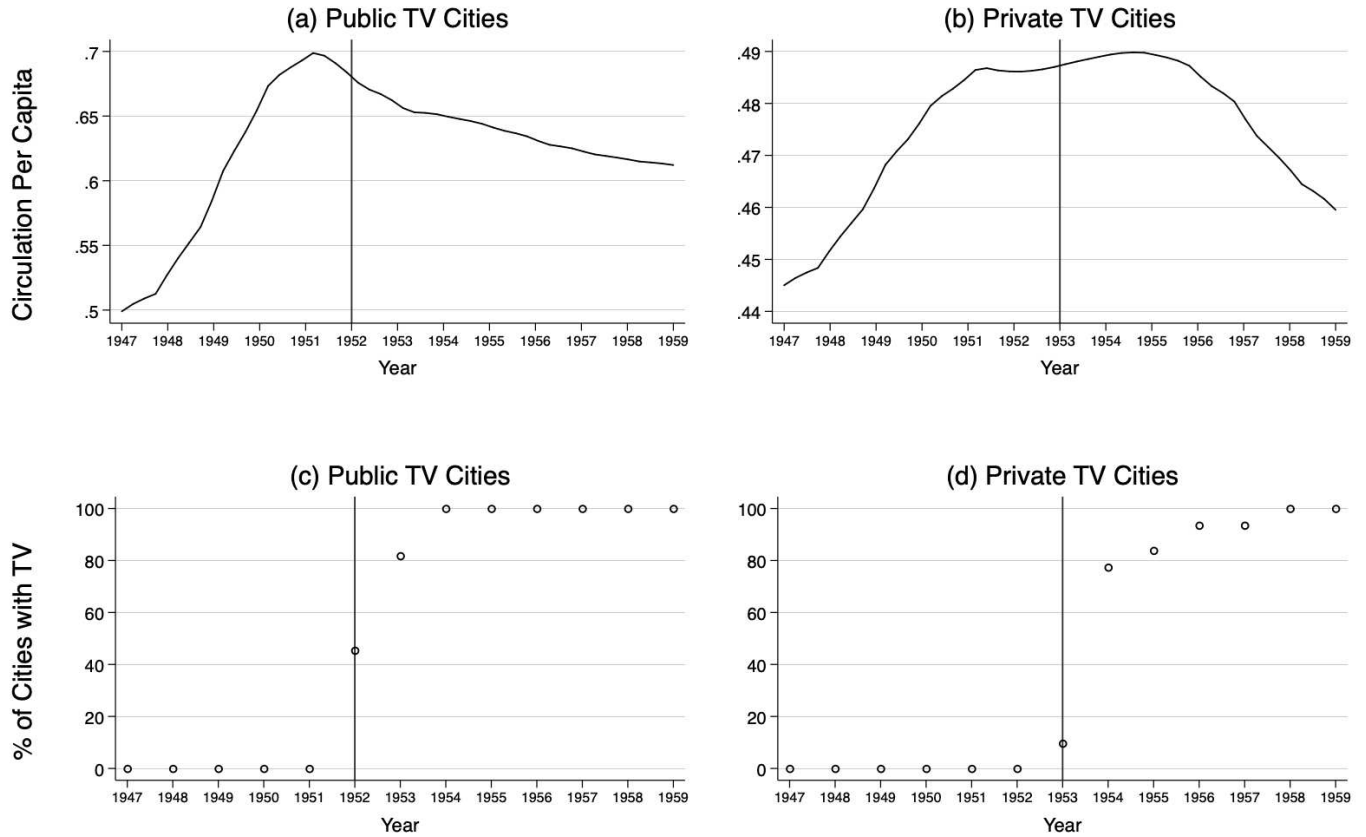 (a) Public TV Cities
(b) Private TV Cities
Circulation Per Capita
.7
.65
.6
.55
.5
.49
.48
.47
.46
.45
.44
1947 1948 1949 1950 1951 1952 1953 1954 1955 1956 1957 1958 1959
1947 1948 1949 1950 1951 1952 1953 1954 1955 1956 1957 1958 1959
Year
Year
(c) Public TV Cities
(d) Private TV Cities
% of Cities with TV
100
80
60
40
20
0
100
80
60
40
20
0
1947 1948 1949 1950 1951 1952 1953 1954 1955 1956 1957 1958 1959
1947 1948 1949 1950 1951 1952 1953 1954 1955 1956 1957 1958 1959
Year
Year